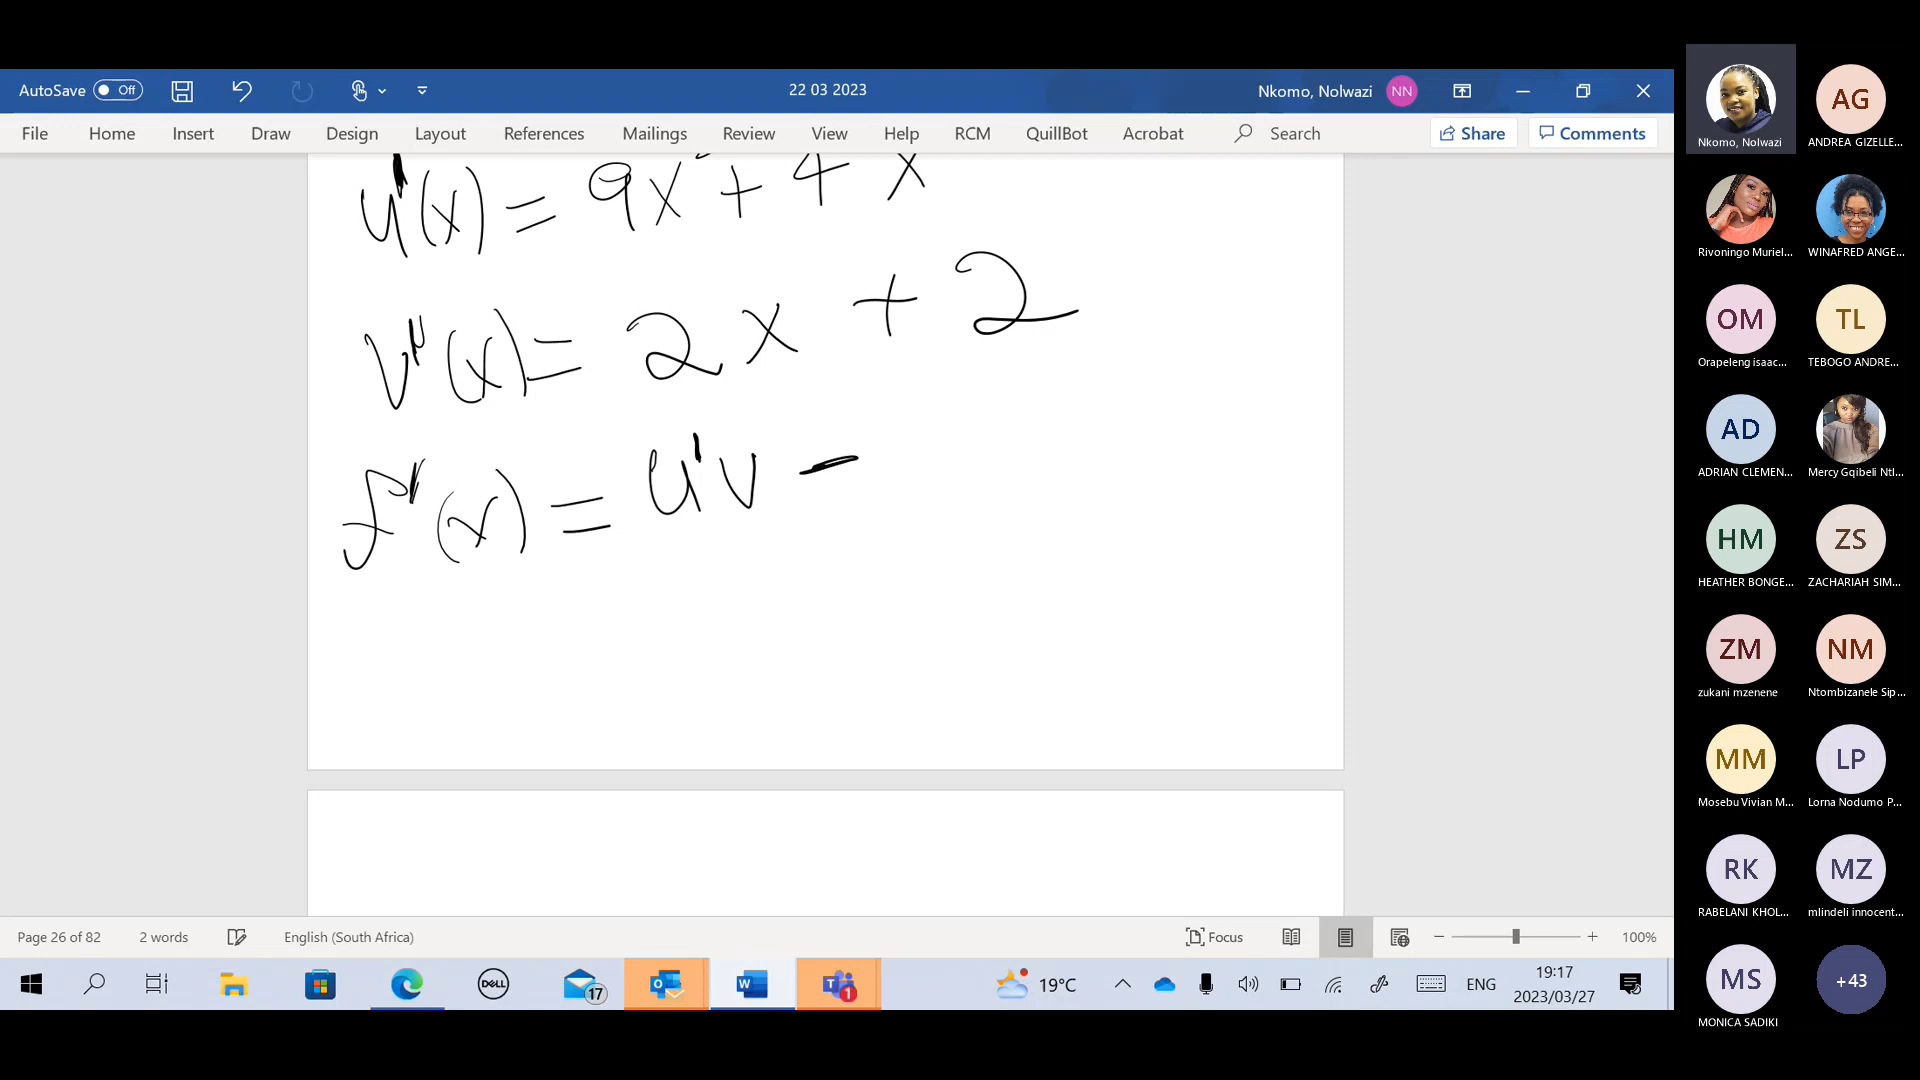 AutoSave Off 22 03 2023 Nkomo, Nolwazi NN
File Home Insert Draw Design Layout References Mailings Review View Help RCM QuillBot Acrobat Search Share Comments
u'(x) = 9x² + 4x
v'(x) = 2x + 2
f'(x) = u'v –
Page 26 of 82 2 words English (South Africa) Focus 100%
17 1 DELL 19°C ENG 19:17
2023/03/27
Nkomo, Nolwazi
AG
ANDREA GIZELLE...
Rivoningo Muriel...
WINAFRED ANGE...
OM
Orapeleng isaac...
TL
TEBOGO ANDRE...
AD
ADRIAN CLEMEN...
Mercy Gqibeli Ntl...
HM
HEATHER BONGE...
ZS
ZACHARIAH SIM...
ZM
zukani mzenene
NM
Ntombizanele Sip...
MM
Mosebu Vivian M...
LP
Lorna Nodumo P...
RK
RABELANI KHOL...
MZ
mlindeli innocent...
MS
MONICA SADIKI
+43